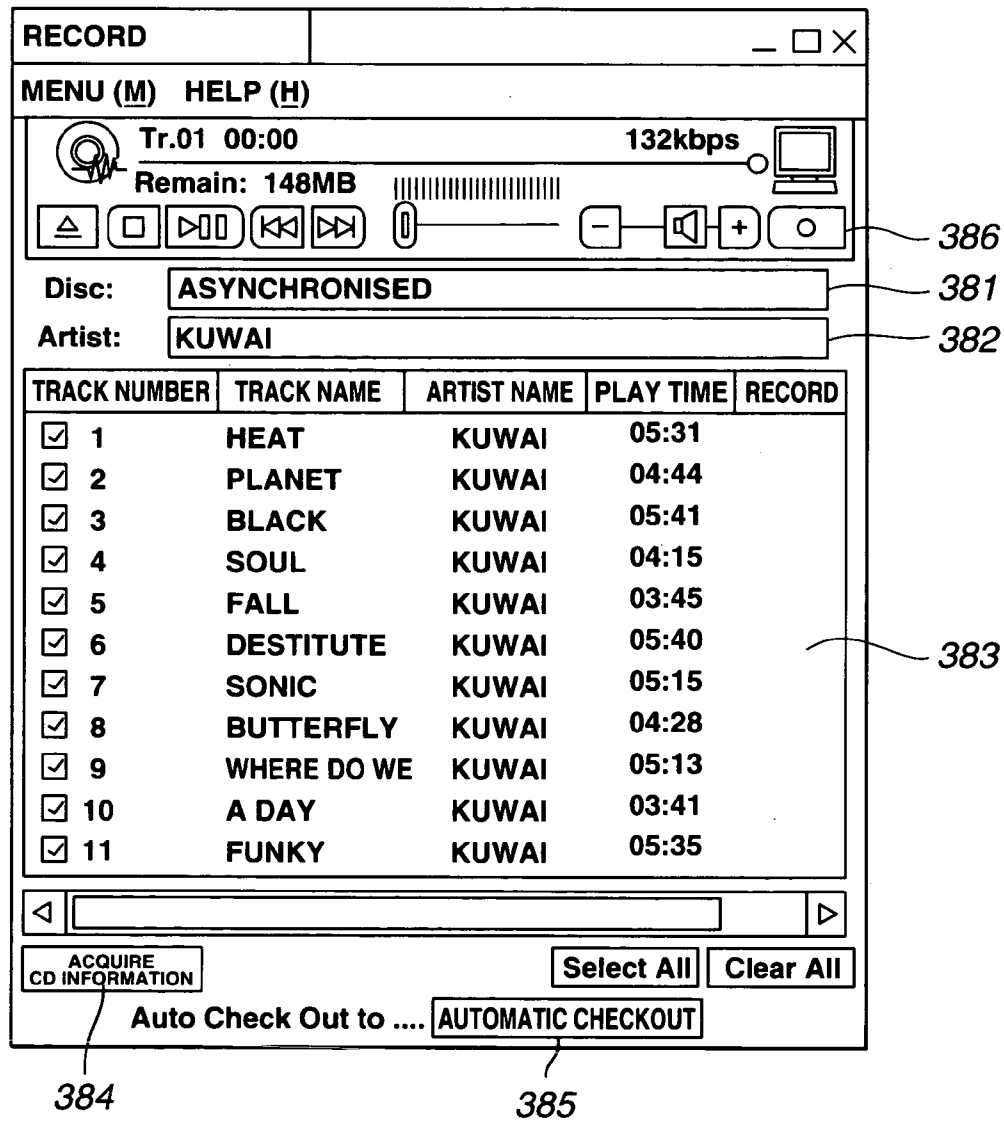 RECORD
MENU (M) HELP (H)
Tr.01 00:00 132kbps
Remain: 148MB
386
Disc: ASYNCHRONISED 381
Artist: KUWAI 382
TRACK NUMBER TRACK NAME ARTIST NAME PLAY TIME RECORD
1 HEAT KUWAI 05:31
2 PLANET KUWAI 04:44
3 BLACK KUWAI 05:41
4 SOUL KUWAI 04:15
5 FALL KUWAI 03:45
6 DESTITUTE KUWAI 05:40
383
7 SONIC KUWAI 05:15
8 BUTTERFLY KUWAI 04:28
9 WHERE DO WE KUWAI 05:13
10 A DAY KUWAI 03:41
11 FUNKY KUWAI 05:35
ACQUIRE
CD INFORMATION
Select All Clear All
Auto Check Out to .... AUTOMATIC CHECKOUT
384 385